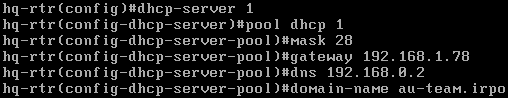 hq-rtr(config)#dhcp-server 1
hq-rtr(config-dhcp-server)#pool dhcp 1
hq-rtr(config-dhcp-server-pool)#mask 28
hq-rtr(config-dhcp-server-pool)#gateway 192.168.1.78
hq-rtr(config-dhcp-server-pool)#dns 192.168.0.2
hq-rtr(config-dhcp-server-pool)#domain-name au-team.irpo